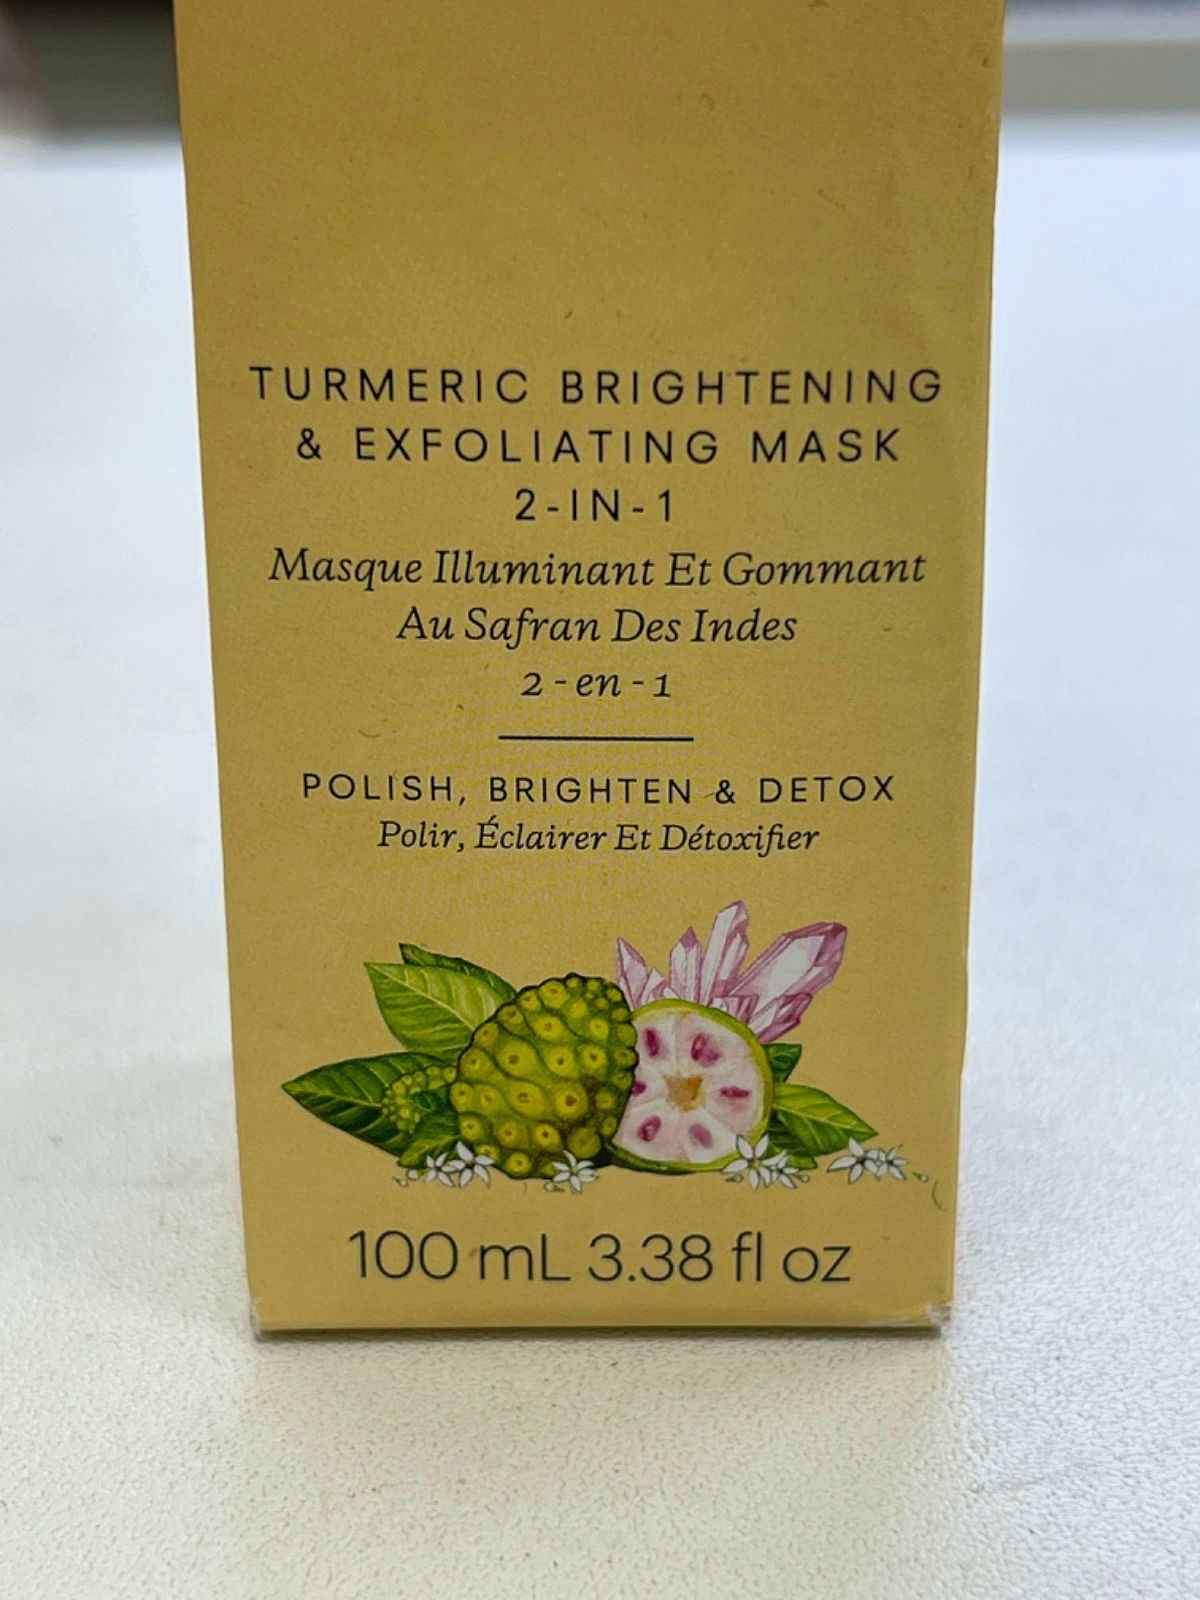 TURMERIC BRIGHTENING
& EXFOLIATING MASK
2-IN-1
Masque Illuminant Et Gommant
Au Safran Des Indes
2-en-1
POLISH, BRIGHTEN & DETOX
Polir, Éclairer Et Détoxifier
100 mL 3.38 fl oz